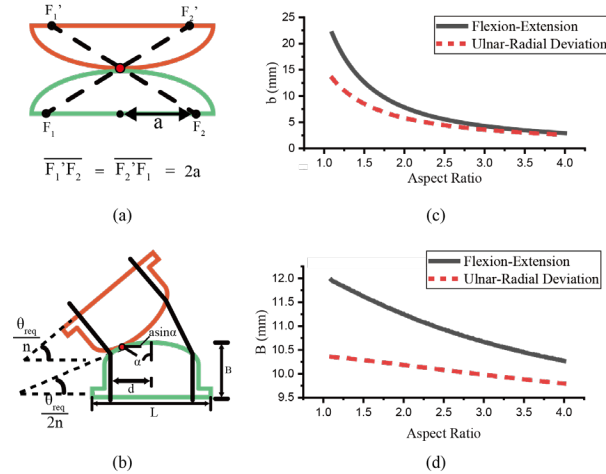 (a)
F₁' F₂'
a
F₁ F₂
F₁'F₂ = F₂'F₁ = 2a
(c)
Flexion-Extension
Ulnar-Radial Deviation
b (mm)
25
20
15
10
5
0
1.0 1.5 2.0 2.5 3.0 3.5 4.0
Aspect Ratio
(a)
(c)
θreq
n
θreq
2n
asinα
α
d
B
L
Flexion-Extension
Ulnar-Radial Deviation
B (mm)
12.0
11.5
11.0
10.5
10.0
9.5
1.0 1.5 2.0 2.5 3.0 3.5 4.0
Aspect Ratio
(b)
(d)